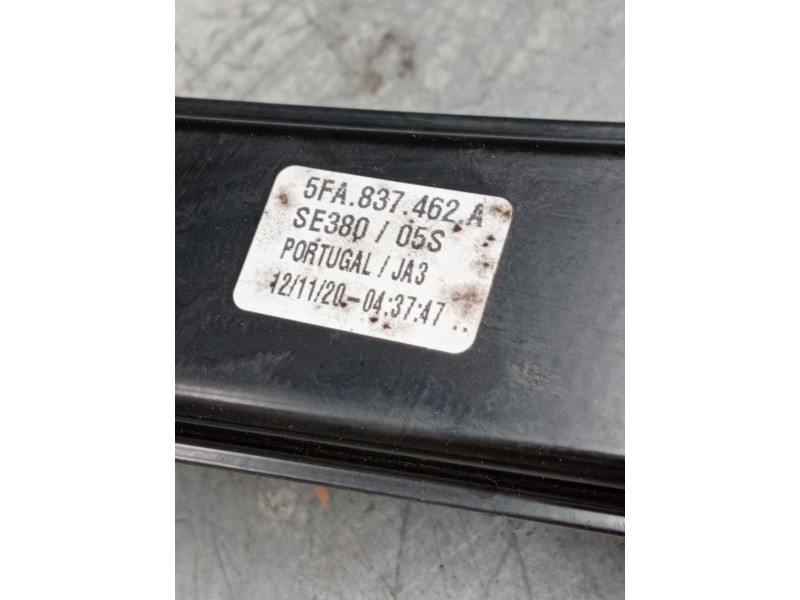 5FA.837.462.A
SE380 / 05S
PORTUGAL / JA3
12/11/20-04:37:47 ..